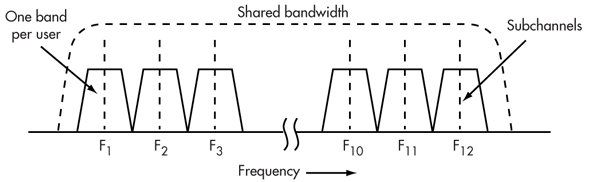 One band
per user
Shared bandwidth
Subchannels
F1 F2 F3 F10 F11 F12
Frequency